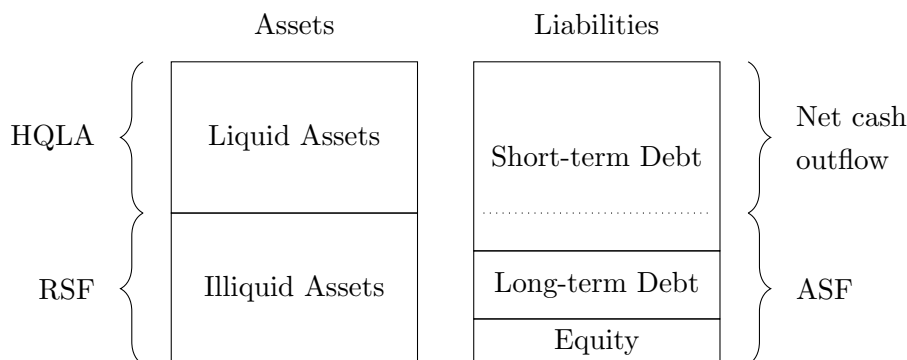 Assets
Liabilities
HQLA
Liquid Assets
Short-term Debt
Net cash
outflow
RSF
Illiquid Assets
Long-term Debt
ASF
Equity